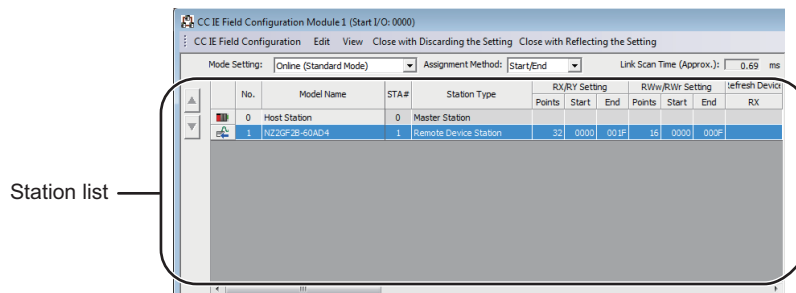 CC IE Field Configuration Module 1 (Start I/O: 0000)
CC IE Field Configuration Edit View Close with Discarding the Setting Close with Reflecting the Setting
Mode Setting: Online (Standard Mode) Assignment Method: Start/End Link Scan Time (Approx.): 0.69 ms
No. Model Name STA# Station Type RX/RY Setting RWw/RWr Setting Refresh Device
Points Start End Points Start End RX
0 Host Station 0 Master Station
1 NZ2GF2B-60AD4 1 Remote Device Station 32 0000 001F 16 0000 000F
Station list